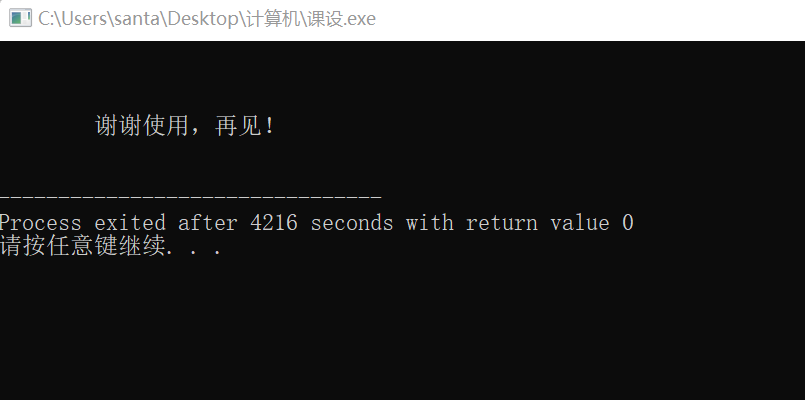 C:\Users\santa\Desktop\计算机\课设.exe
谢谢使用，再见！
--------------------------------
Process exited after 4216 seconds with return value 0
请按任意键继续. . .